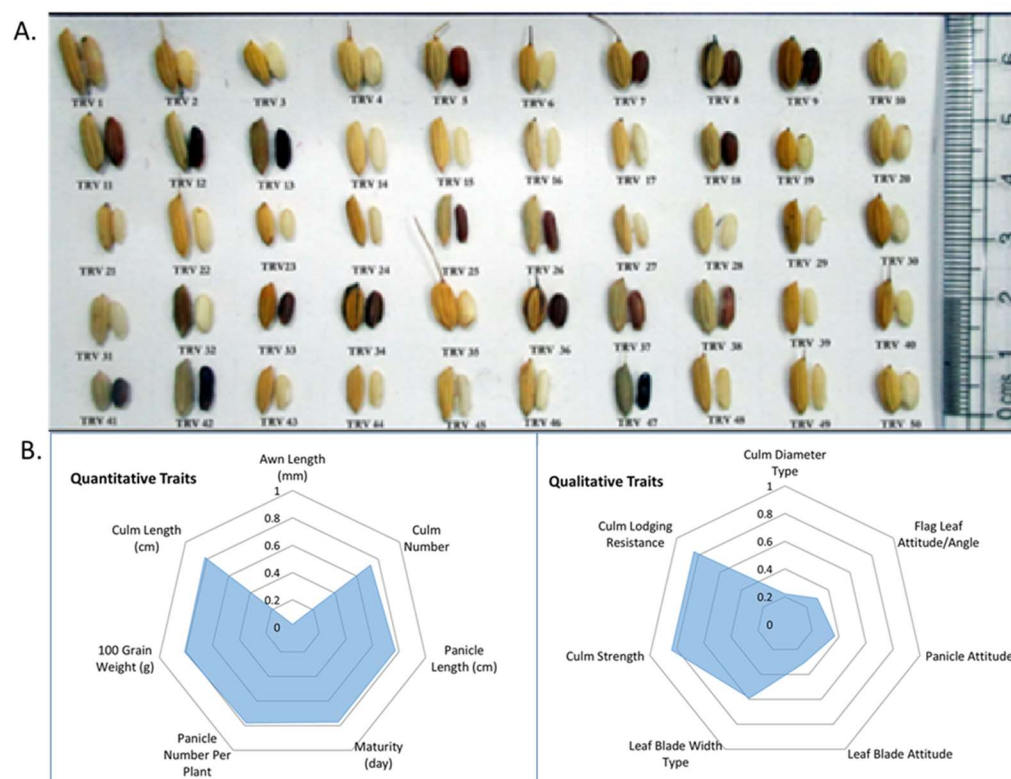 A.
TRV 1 TRV 2 TRV 3 TRV 4 TRV 5 TRV 6 TRV 7 TRV 8 TRV 9 TRV 10
TRV 11 TRV 12 TRV 13 TRV 14 TRV 15 TRV 16 TRV 17 TRV 18 TRV 19 TRV 20
TRV 21 TRV 22 TRV23 TRV 24 TRV 25 TRV 26 TRV 27 TRV 28 TRV 29 TRV 30
TRV 31 TRV 32 TRV 33 TRV 34 TRV 35 TRV 36 TRV 37 TRV 38 TRV 39 TRV 40
TRV 41 TRV 42 TRV 43 TRV 44 TRV 45 TRV 46 TRV 47 TRV 48 TRV 49 TRV 50
6
5
4
3
2
1
0 cms
B.
Quantitative Traits
Awn Length
(mm)
Culm Number
Panicle
Length (cm)
Maturity
(day)
Panicle
Number Per
Plant
100 Grain
Weight (g)
Culm Length
(cm)
1
0.8
0.6
0.4
0.2
0
Qualitative Traits
Culm Diameter
Type
Flag Leaf
Attitude/Angle
Panicle Attitude
Leaf Blade Attitude
Leaf Blade Width
Type
Culm Strength
Culm Lodging
Resistance
1
0.8
0.6
0.4
0.2
0